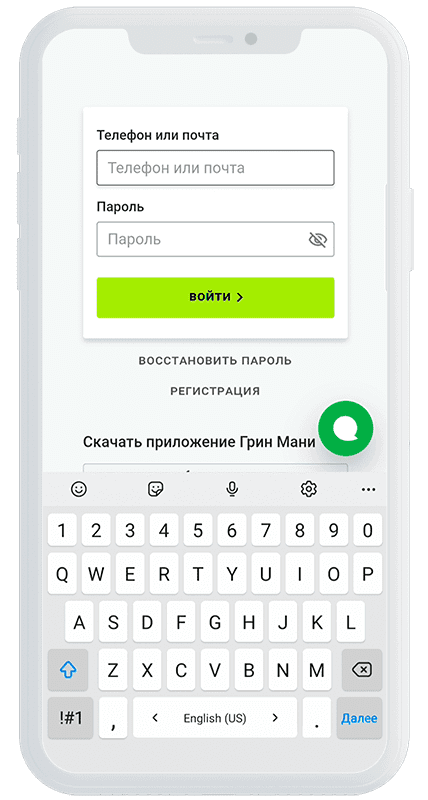 Телефон или почта
Телефон или почта
Пароль
Пароль
ВОЙТИ
ВОССТАНОВИТЬ ПАРОЛЬ
РЕГИСТРАЦИЯ
Скачать приложение Грин Мани
1 2 3 4 5 6 7 8 9 0
Q W E R T Y U I O P
A S D F G H J K L
Z X C V B N M
!#1 , < English (US) > . Далее